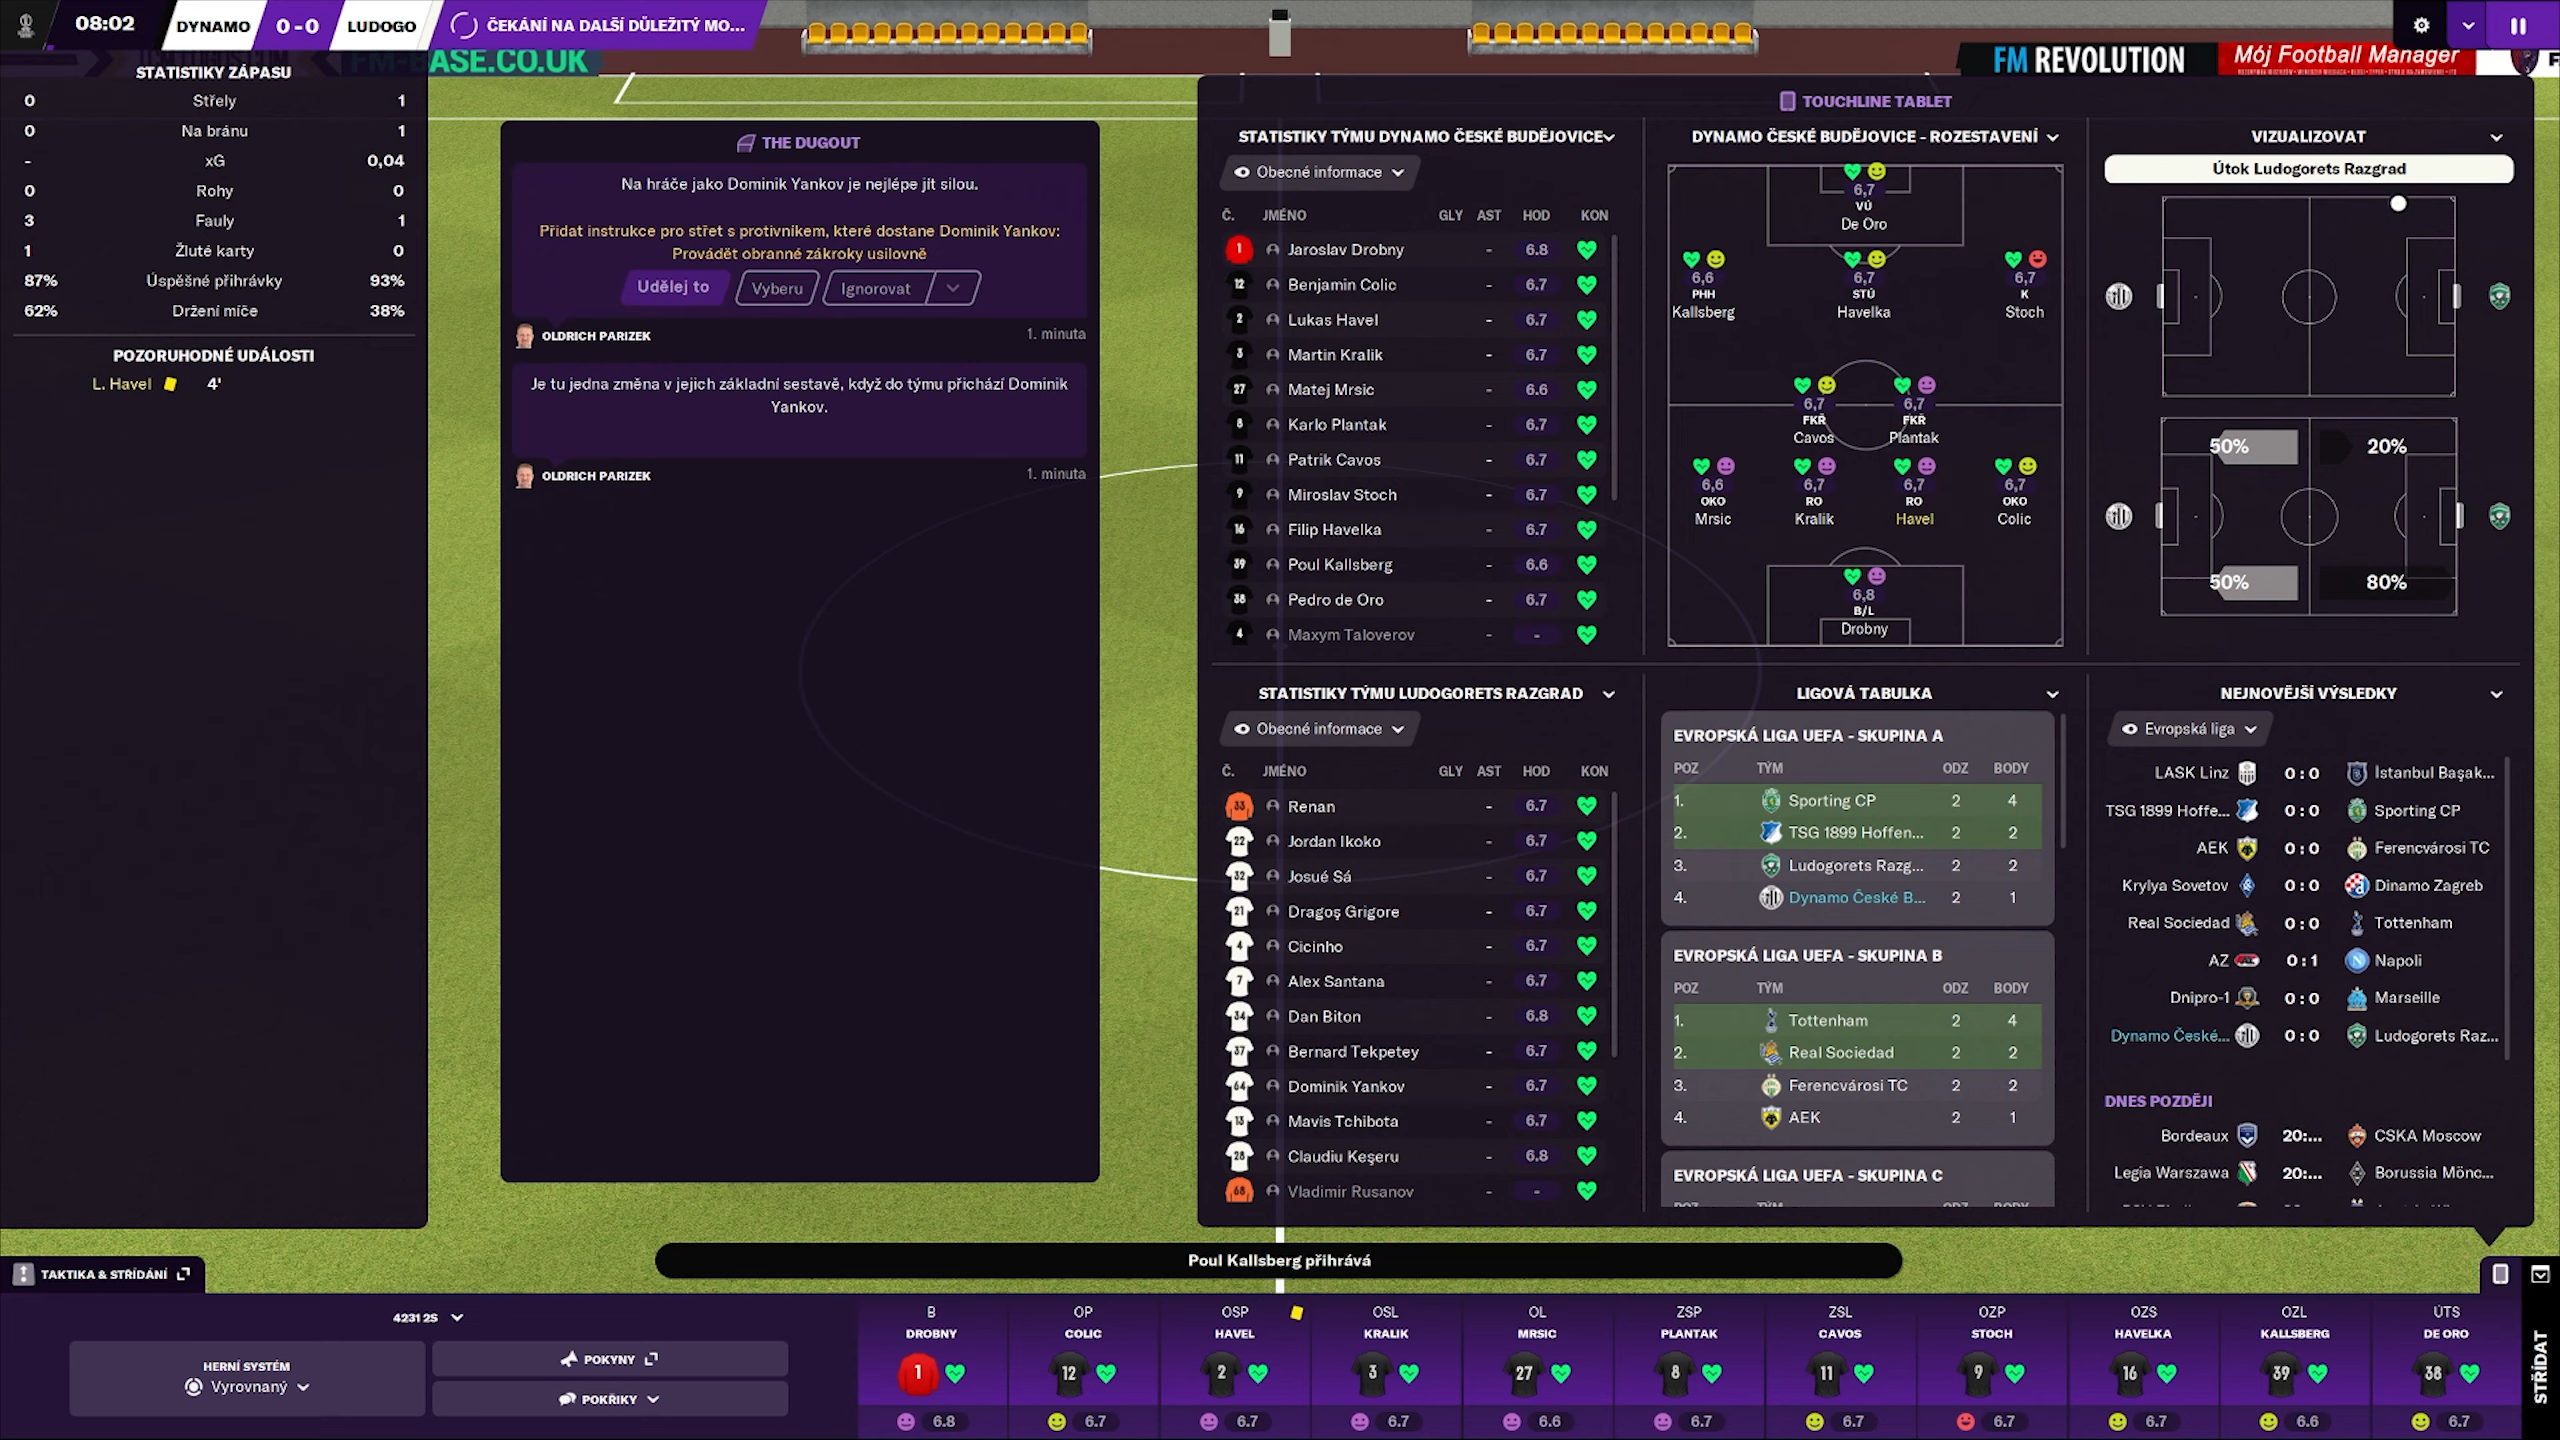 08:02
DYNAMO
0 - 0
LUDOGO
ČEKÁNÍ NA DALŠÍ DŮLEŽITÝ MO...
FM-BASE.CO.UK
FM REVOLUTION
Mój Football Manager
STATISTIKY ZÁPASU
0 Střely 1
0 Na bránu 1
- xG 0,04
0 Rohy 0
3 Fauly 1
1 Žluté karty 0
87% Úspěšné přihrávky 93%
62% Držení míče 38%
POZORUHODNÉ UDÁLOSTI
L. Havel 4'
THE DUGOUT
Na hráče jako Dominik Yankov je nejlépe jít silou.
Přidat instrukce pro střet s protivníkem, které dostane Dominik Yankov:
Provádět obranné zákroky usilovně
Udělej to
Vyberu
Ignorovat
OLDRICH PARIZEK 1. minuta
Je tu jedna změna v jejich základní sestavě, když do týmu přichází Dominik
Yankov.
OLDRICH PARIZEK 1. minuta
TOUCHLINE TABLET
STATISTIKY TÝMU DYNAMO ČESKÉ BUDĚJOVICE
Obecné informace
Č. JMÉNO GLY AST HOD KON
1 Jaroslav Drobny - 6.8
12 Benjamin Colic - 6.7
2 Lukas Havel - 6.7
3 Martin Kralik - 6.7
27 Matej Mrsic - 6.6
8 Karlo Plantak - 6.7
11 Patrik Cavos - 6.7
9 Miroslav Stoch - 6.7
16 Filip Havelka - 6.7
39 Poul Kallsberg - 6.6
38 Pedro de Oro - 6.7
4 Maxym Taloverov - -
DYNAMO ČESKÉ BUDĚJOVICE - ROZESTAVENÍ
6,7
VÚ
De Oro
6,6 6,7 6,7
PHH STÚ K
Kallsberg Havelka Stoch
6,7 6,7
FKŘ FKŘ
Cavos Plantak
6,6 6,7 6,7 6,7
OKO RO RO OKO
Mrsic Kralik Havel Colic
6,8
B/L
Drobny
VIZUALIZOVAT
Útok Ludogorets Razgrad
50% 20%
50% 80%
STATISTIKY TÝMU LUDOGORETS RAZGRAD
Obecné informace
Č. JMÉNO GLY AST HOD KON
33 Renan - 6.7
22 Jordan Ikoko - 6.7
32 Josué Sá - 6.7
21 Dragoş Grigore - 6.7
4 Cicinho - 6.7
7 Alex Santana - 6.7
34 Dan Biton - 6.8
37 Bernard Tekpetey - 6.7
64 Dominik Yankov - 6.7
13 Mavis Tchibota - 6.7
28 Claudiu Keşeru - 6.8
68 Vladimir Rusanov - -
LIGOVÁ TABULKA
EVROPSKÁ LIGA UEFA - SKUPINA A
POZ TÝM ODZ BODY
1. Sporting CP 2 4
2. TSG 1899 Hoffen... 2 2
3. Ludogorets Razg... 2 2
4. Dynamo České B... 2 1
EVROPSKÁ LIGA UEFA - SKUPINA B
POZ TÝM ODZ BODY
1. Tottenham 2 4
2. Real Sociedad 2 2
3. Ferencvárosi TC 2 2
4. AEK 2 1
EVROPSKÁ LIGA UEFA - SKUPINA C
POZ TÝM ODZ BODY
NEJNOVĚJŠÍ VÝSLEDKY
Evropská liga
LASK Linz 0 : 0 İstanbul Başak...
TSG 1899 Hoffe... 0 : 0 Sporting CP
AEK 0 : 0 Ferencvárosi TC
Krylya Sovetov 0 : 0 Dinamo Zagreb
Real Sociedad 0 : 0 Tottenham
AZ 0 : 1 Napoli
Dnipro-1 0 : 0 Marseille
Dynamo České... 0 : 0 Ludogorets Raz...
DNES POZDĚJI
Bordeaux 20:... CSKA Moscow
Legia Warszawa 20:... Borussia Mönc...
Poul Kallsberg přihrává
TAKTIKA & STŘÍDÁNÍ
4231 2S
HERNÍ SYSTÉM
Vyrovnaný
POKYNY
POKŘIKY
B OP OSP OSL OL ZSP ZSL OZP OZS OZL ÚTS
DROBNY COLIC HAVEL KRALIK MRSIC PLANTAK CAVOS STOCH HAVELKA KALLSBERG DE ORO
1 12 2 3 27 8 11 9 16 39 38
6.8 6.7 6.7 6.7 6.6 6.7 6.7 6.7 6.7 6.6 6.7
STŘÍDAT